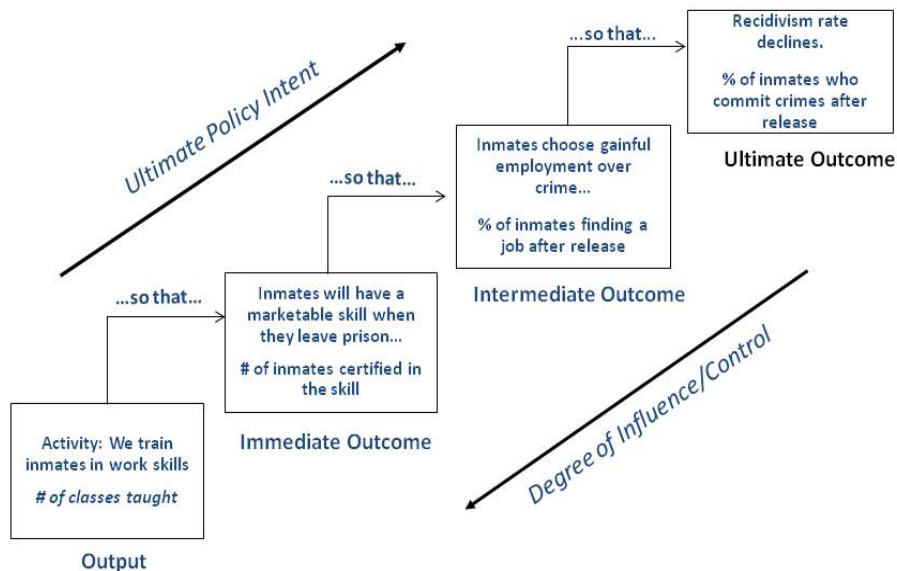 Ultimate Policy Intent
...so that...
Recidivism rate
declines.
% of inmates who
commit crimes after
release
Ultimate Outcome
...so that...
Inmates choose gainful
employment over
crime...
% of inmates finding a
job after release
Intermediate Outcome
...so that...
Inmates will have a
marketable skill when
they leave prison...
# of inmates certified in
the skill
Immediate Outcome
Activity: We train
inmates in work skills
# of classes taught
Output
Degree of Influence/Control